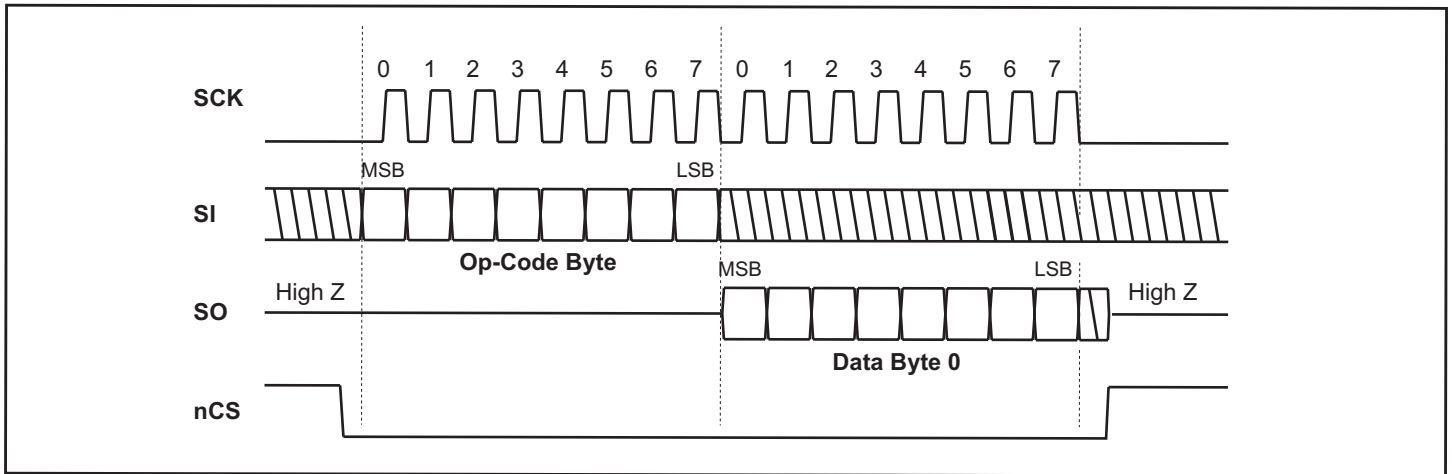 0 1 2 3 4 5 6 7 0 1 2 3 4 5 6 7
SCK
MSB LSB
SI
Op-Code Byte
MSB LSB
High Z High Z
SO
Data Byte 0
nCS